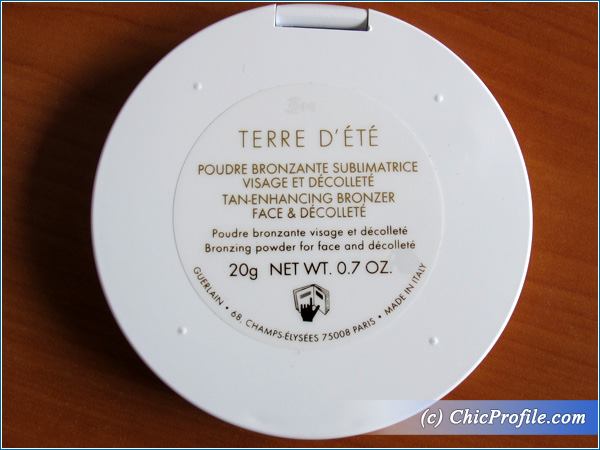 TERRE D'ÉTÉ
POUDRE BRONZANTE SUBLIMATRICE
VISAGE ET DÉCOLLETÉ
TAN-ENHANCING BRONZER
FACE & DÉCOLLETÉ
Poudre bronzante visage et décolleté
Bronzing powder for face and décolleté
20g NET WT. 0.7 OZ.
GUERLAIN • 68, CHAMPS-ÉLYSÉES 75008 PARIS • MADE IN ITALY
(c) ChicProfile.com